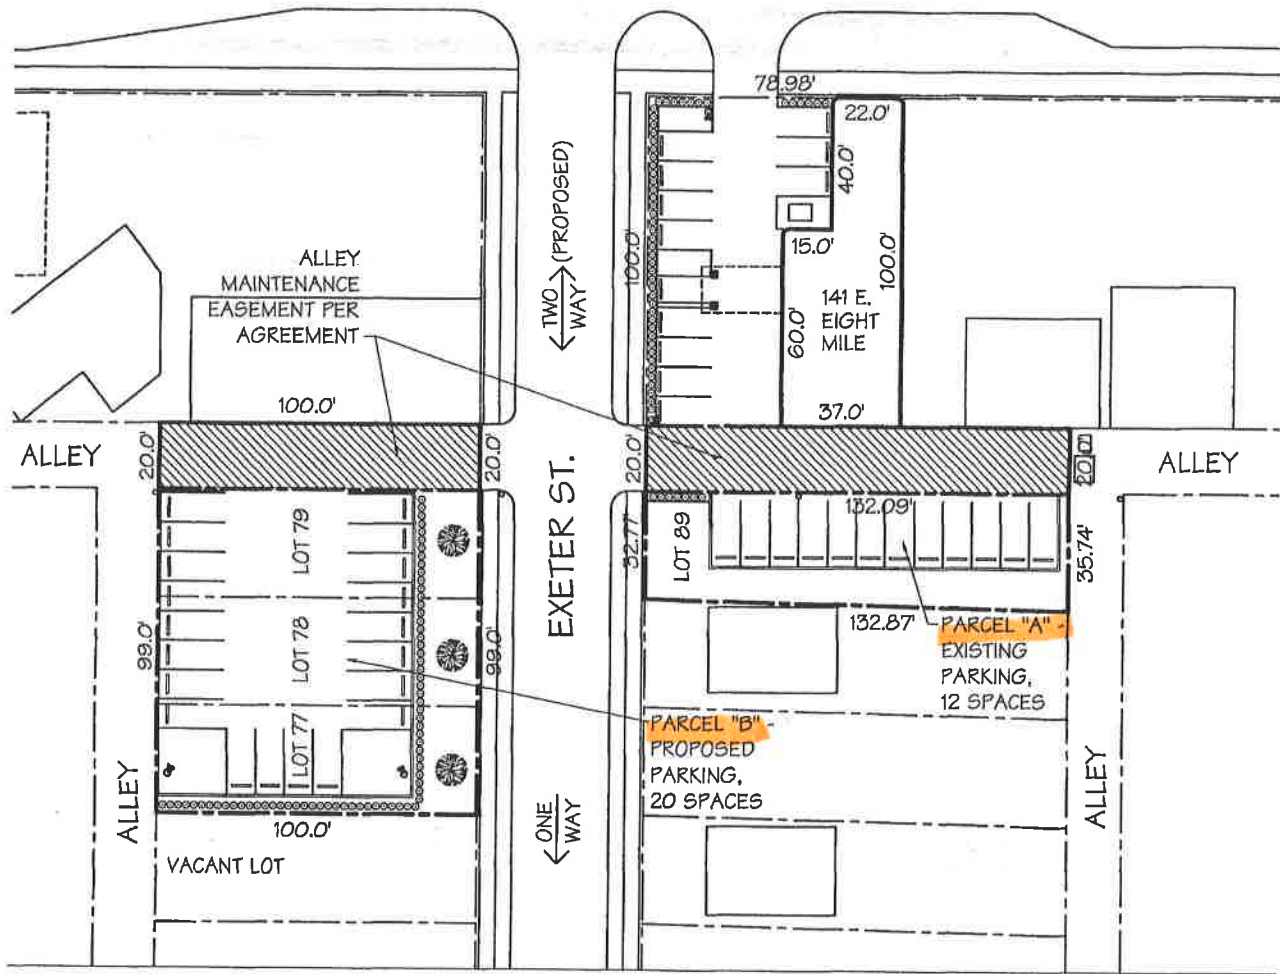 78.98'
22.0'
40.0'
15.0'
100.0'
100.0'
60.0'
141 E.
EIGHT
MILE
37.0'
TWO
WAY
(PROPOSED)
ALLEY
MAINTENANCE
EASEMENT PER
AGREEMENT
100.0'
ALLEY
20.0'
20.0'
20.0'
ALLEY
EXETER ST.
LOT 79
LOT 78
LOT 77
99.0'
99.0'
32.77
LOT 89
132.09'
35.74'
132.87'
PARCEL "A" -
EXISTING
PARKING,
12 SPACES
PARCEL "B" -
PROPOSED
PARKING,
20 SPACES
ALLEY
ALLEY
100.0'
ONE
WAY
VACANT LOT